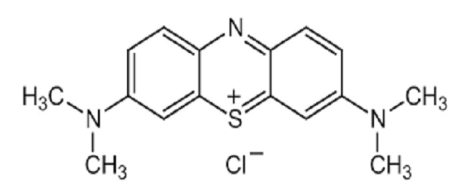 N
H₃C CH₃
N S + N
CH₃ Cl⁻ CH₃